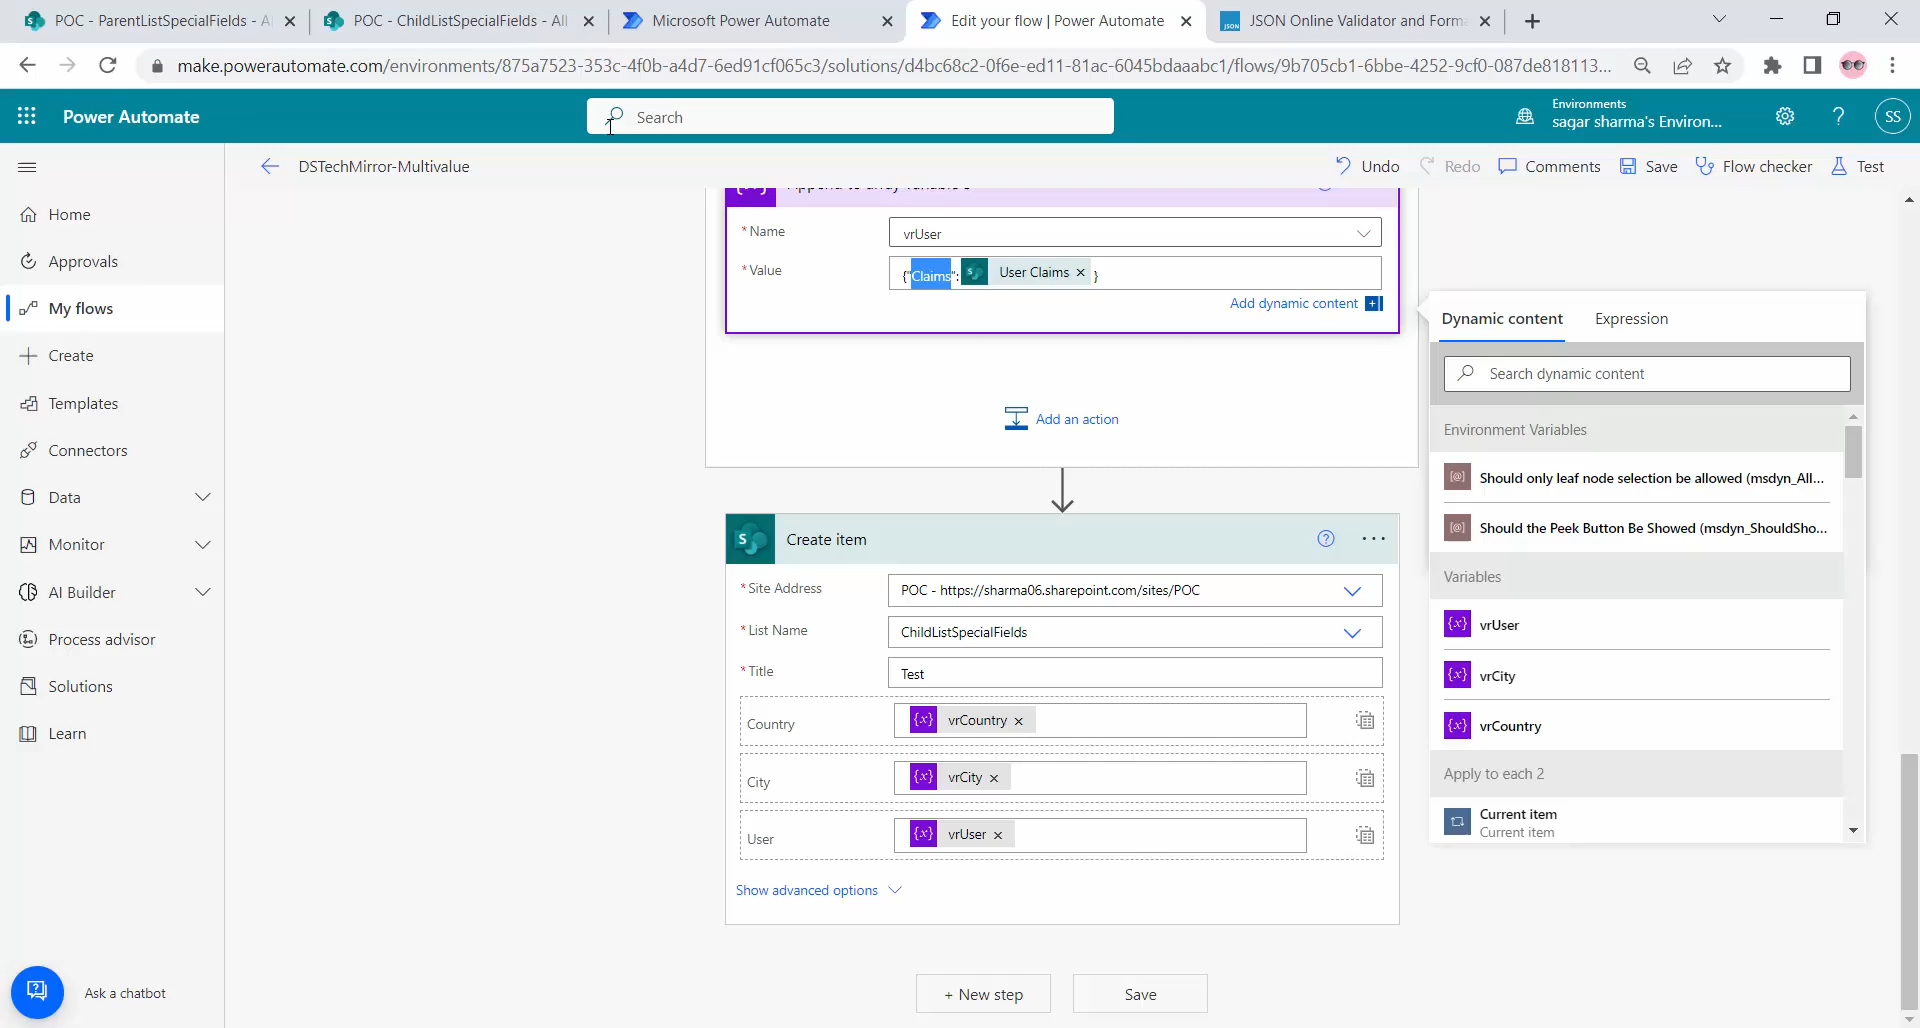 POC - ParentListSpecialFields - A
POC - ChildListSpecialFields - All
Microsoft Power Automate
Edit your flow | Power Automate
JSON Online Validator and Forma
make.powerautomate.com/environments/875a7523-353c-4f0b-a4d7-6ed91cf065c3/solutions/d4bc68c2-0f6e-ed11-81ac-6045bdaaabc1/flows/9b705cb1-6bbe-4252-9cf0-087de818113...
Power Automate
Search
Environments
sagar sharma's Environ...
SS
DSTechMirror-Multivalue
Undo
Redo
Comments
Save
Flow checker
Test
Home
Approvals
My flows
Create
Templates
Connectors
Data
Monitor
AI Builder
Process advisor
Solutions
Learn
Ask a chatbot
* Name
vrUser
* Value
{"Claims": User Claims × }
Add dynamic content
Add an action
Create item
* Site Address
POC - https://sharma06.sharepoint.com/sites/POC
* List Name
ChildListSpecialFields
* Title
Test
Country
vrCountry ×
City
vrCity ×
User
vrUser ×
Show advanced options
+ New step
Save
Dynamic content
Expression
Search dynamic content
Environment Variables
Should only leaf node selection be allowed (msdyn_All...
Should the Peek Button Be Showed (msdyn_ShouldSho...
Variables
vrUser
vrCity
vrCountry
Apply to each 2
Current item
Current item